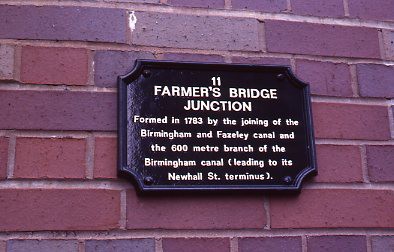 11
FARMER'S BRIDGE
JUNCTION
Formed in 1783 by the joining of the
Birmingham and Fazeley canal and
the 600 metre branch of the
Birmingham canal (leading to its
Newhall St. terminus).